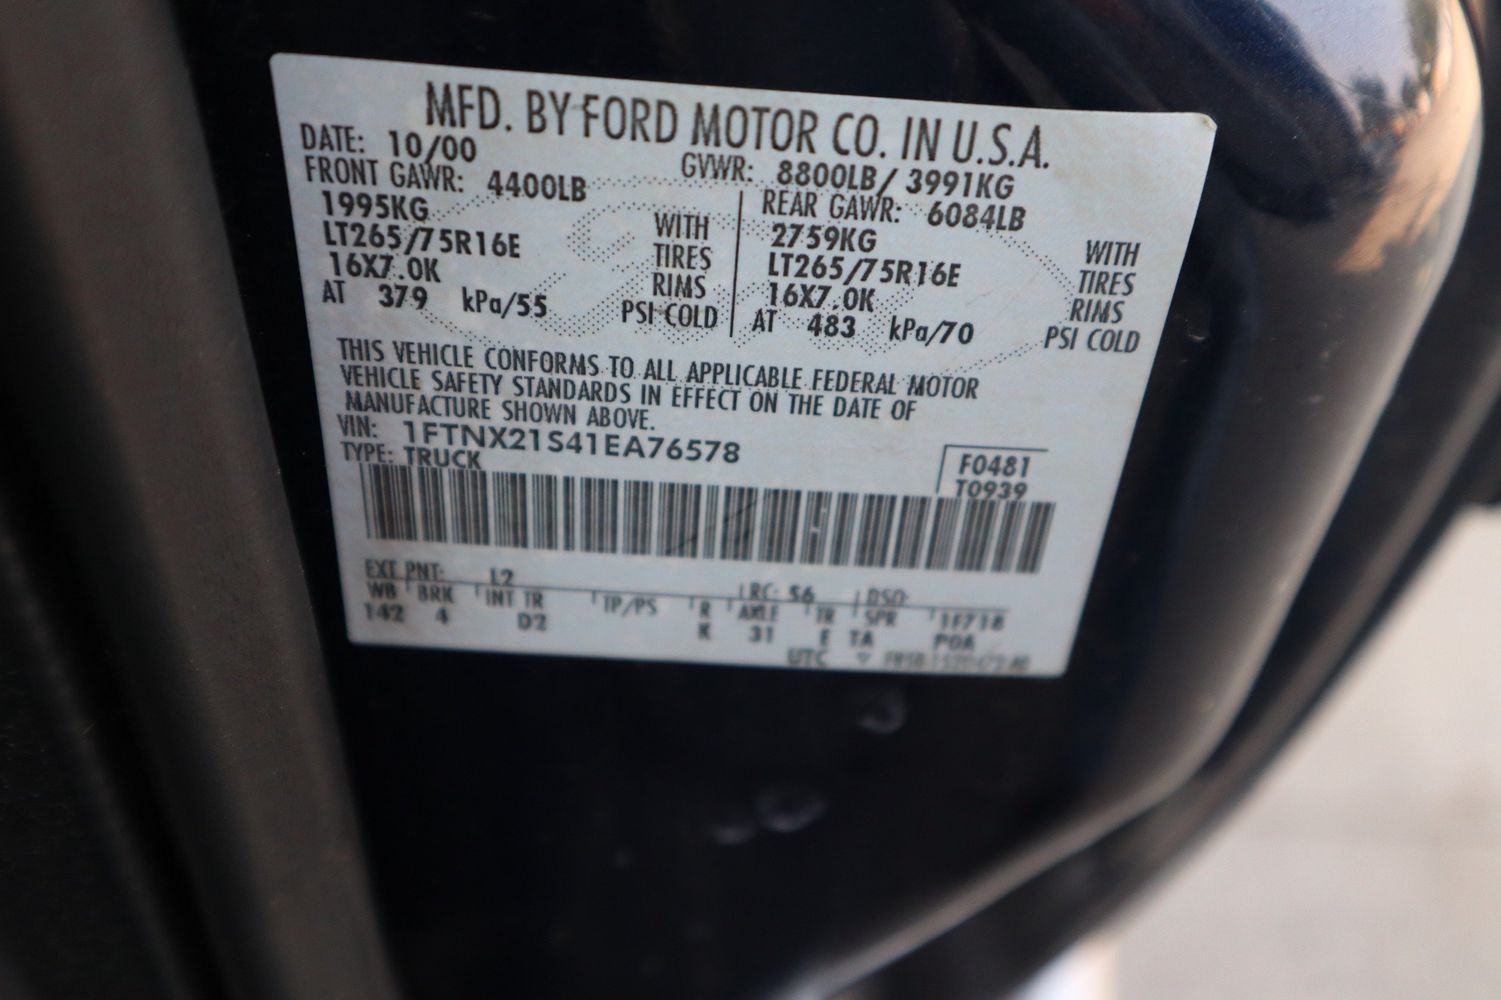 MFD. BY FORD MOTOR CO. IN U.S.A.
DATE: 10/00 GVWR: 8800LB/ 3991KG
FRONT GAWR: 4400LB REAR GAWR: 6084LB
1995KG WITH 2759KG WITH
LT265/75R16E TIRES LT265/75R16E TIRES
16X7.0K RIMS 16X7.0K RIMS
AT 379 kPa/55 PSI COLD AT 483 kPa/70 PSI COLD
THIS VEHICLE CONFORMS TO ALL APPLICABLE FEDERAL MOTOR
VEHICLE SAFETY STANDARDS IN EFFECT ON THE DATE OF
MANUFACTURE SHOWN ABOVE.
VIN: 1FTNX21S41EA76578
TYPE: TRUCK F0481
T0939
EXT PNT: L2 RC: 56 DSO:
WB BRK INT TR TP/PS R AXLE TR SPR 1F718
142 4 D2 K 31 E TA POA
UTC